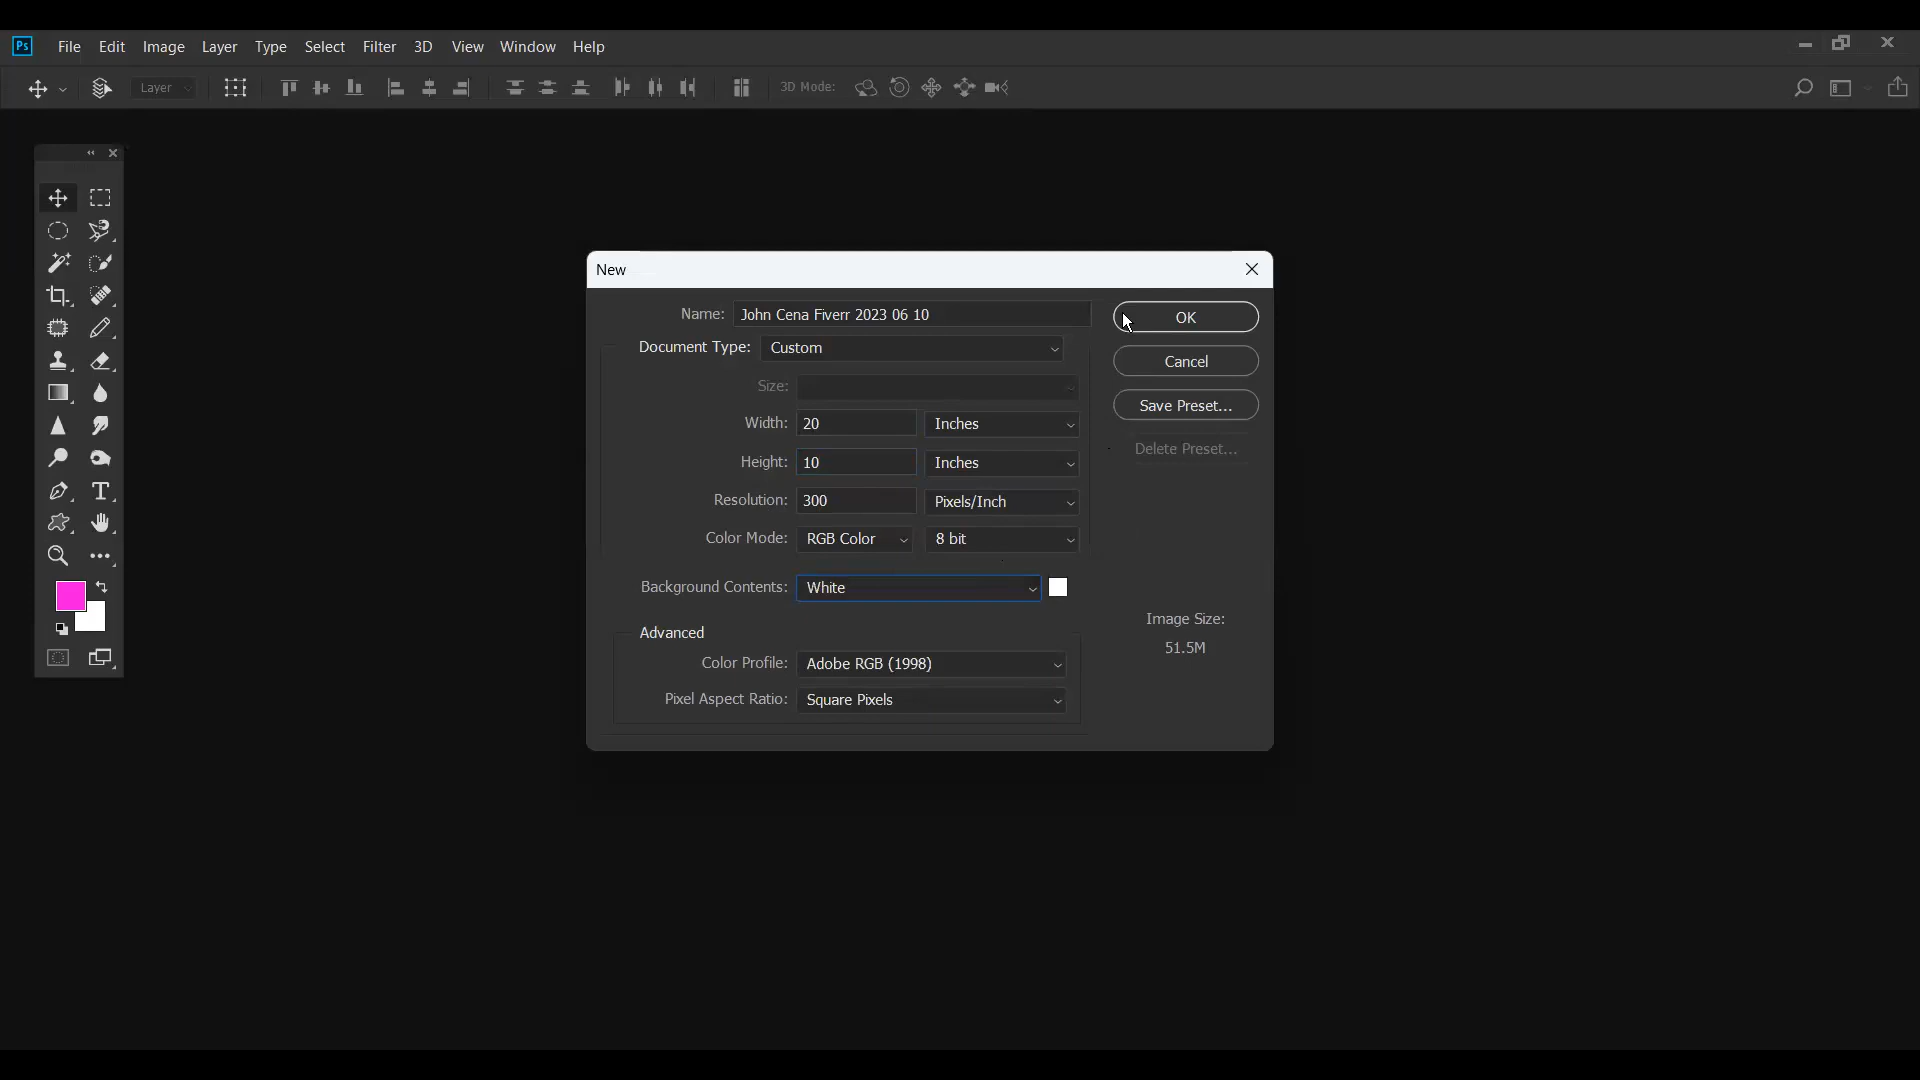 Ps File Edit Image Layer Type Select Filter 3D View Window Help
Layer 3D Mode:
New
Name: John Cena Fiverr 2023 06 10 OK
Document Type: Custom
Cancel
Size:
Save Preset...
Width: 20 Inches
Delete Preset...
Height: 10 Inches
Resolution: 300 Pixels/Inch
Color Mode: RGB Color 8 bit
Background Contents: White
Image Size:
Advanced
51.5M
Color Profile: Adobe RGB (1998)
Pixel Aspect Ratio: Square Pixels